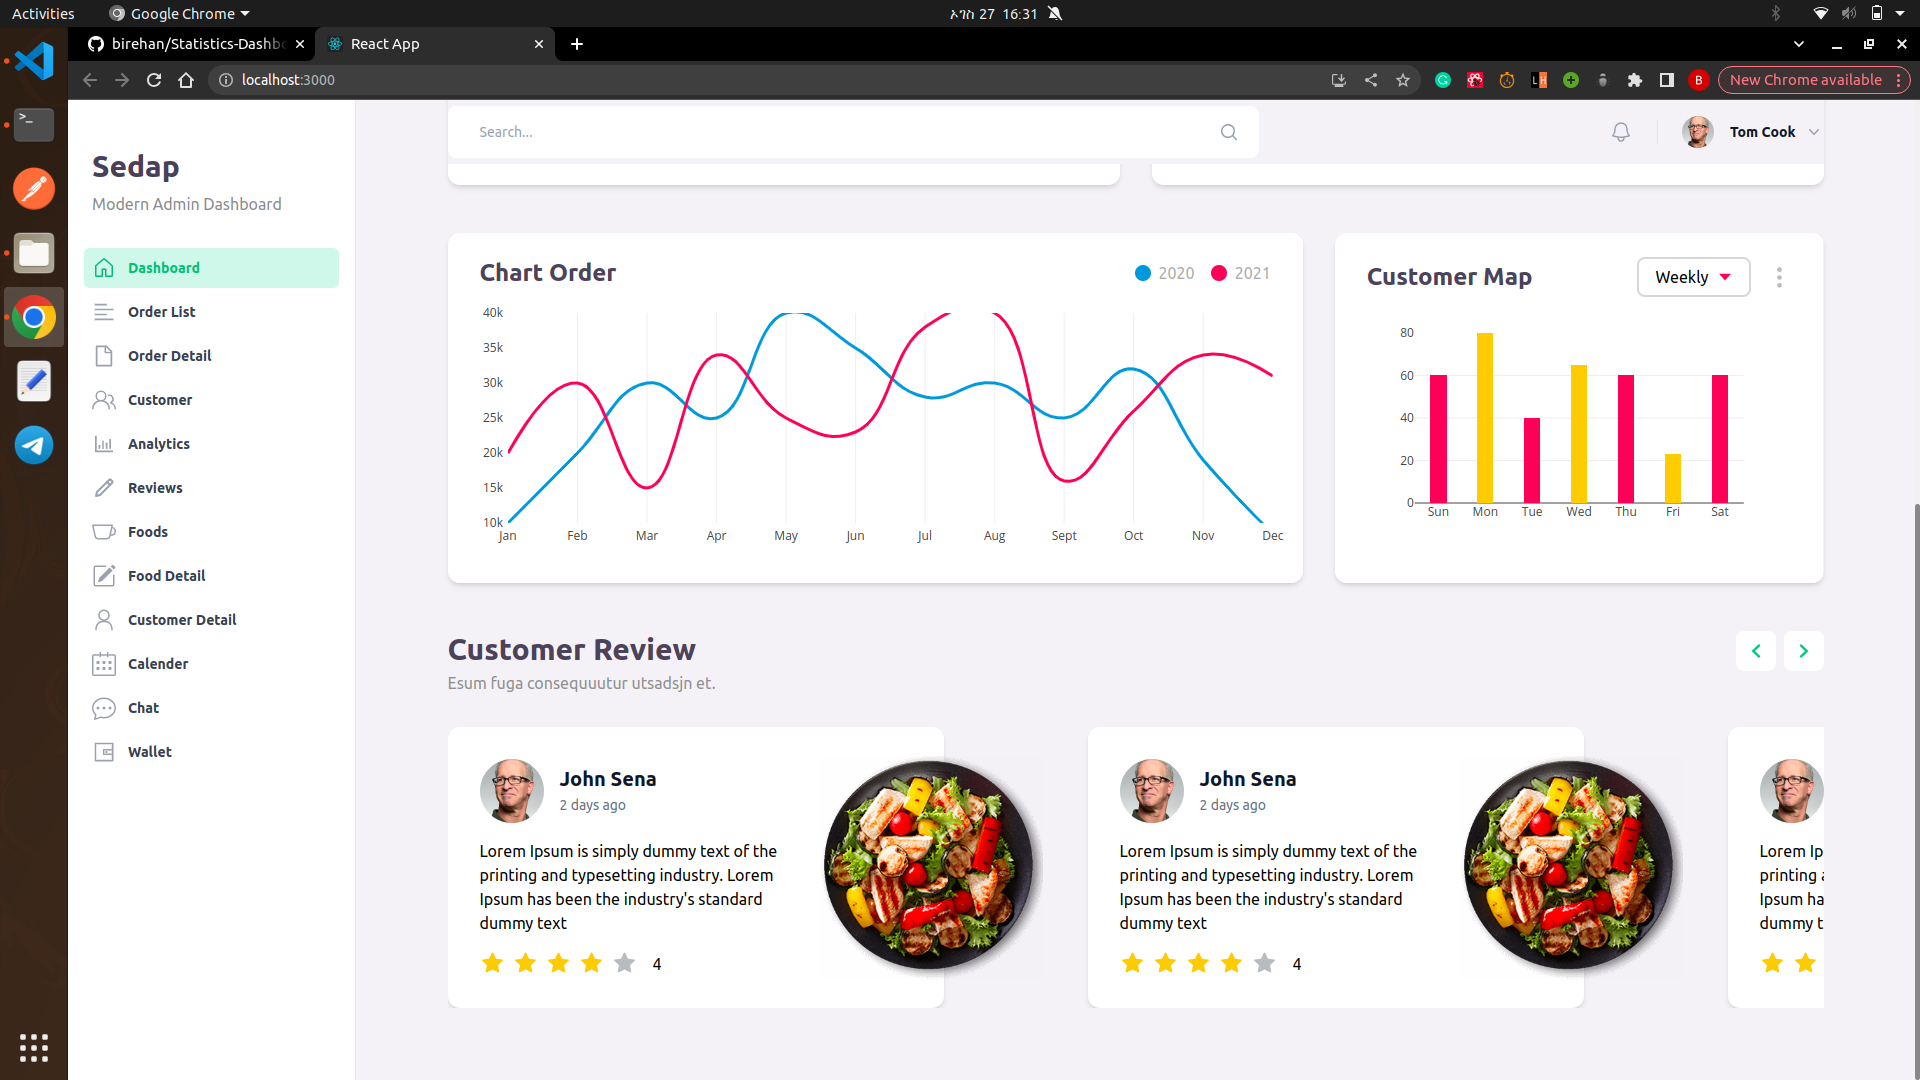 Activities
Google Chrome
ኦገስ 27 16:31
birehan/Statistics-Dashbo
React App
localhost:3000
B
New Chrome available
Sedap
Modern Admin Dashboard
Dashboard
Order List
Order Detail
Customer
Analytics
Reviews
Foods
Food Detail
Customer Detail
Calender
Chat
Wallet
Search...
Tom Cook
Chart Order
2020
2021
40k
35k
30k
25k
20k
15k
10k
Jan Feb Mar Apr May Jun Jul Aug Sept Oct Nov Dec
Customer Map
Weekly
80
60
40
20
0
Sun Mon Tue Wed Thu Fri Sat
Customer Review
Esum fuga consequuutur utsadsjn et.
John Sena
2 days ago
Lorem Ipsum is simply dummy text of the
printing and typesetting industry. Lorem
Ipsum has been the industry's standard
dummy text
4
John Sena
2 days ago
Lorem Ipsum is simply dummy text of the
printing and typesetting industry. Lorem
Ipsum has been the industry's standard
dummy text
4
Lorem Ip
printing
Ipsum ha
dummy t